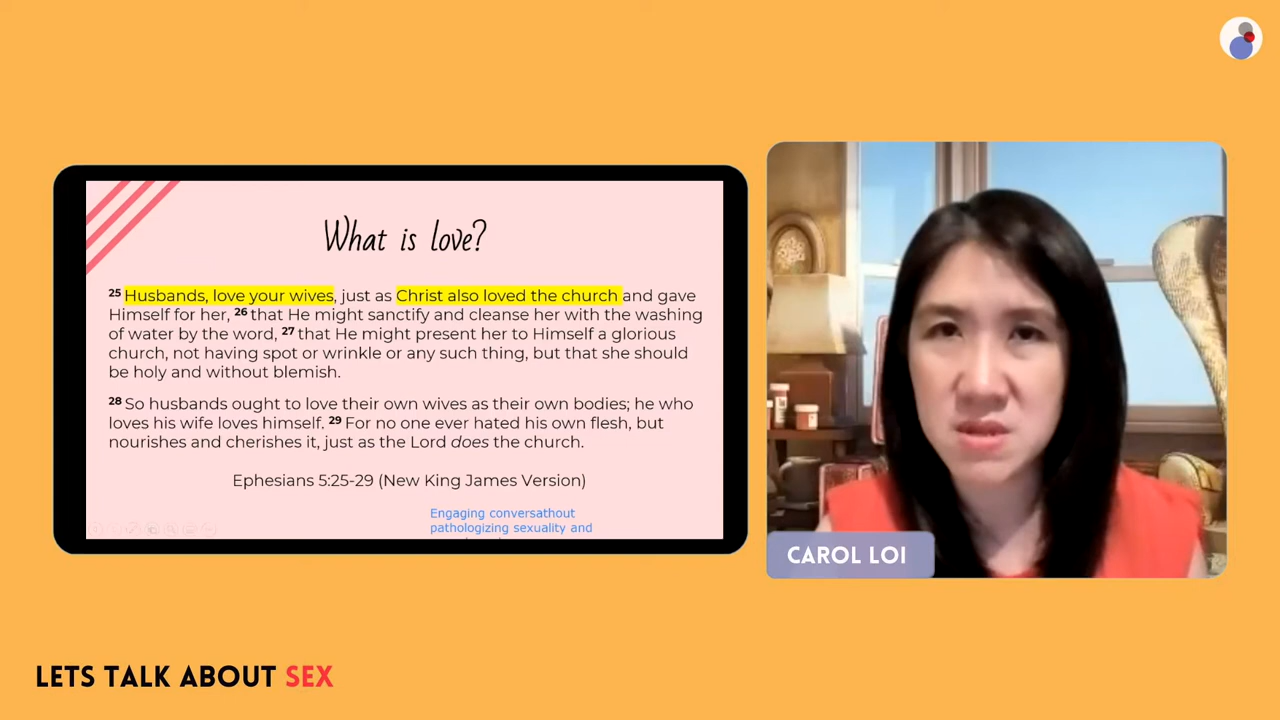 What is love?
25 Husbands, love your wives, just as Christ also loved the church and gave
Himself for her, 26 that He might sanctify and cleanse her with the washing
of water by the word, 27 that He might present her to Himself a glorious
church, not having spot or wrinkle or any such thing, but that she should
be holy and without blemish.
28 So husbands ought to love their own wives as their own bodies; he who
loves his wife loves himself. 29 For no one ever hated his own flesh, but
nourishes and cherishes it, just as the Lord does the church.
Ephesians 5:25-29 (New King James Version)
Engaging conversathout
pathologizing sexuality and
CAROL LOI
LETS TALK ABOUT SEX